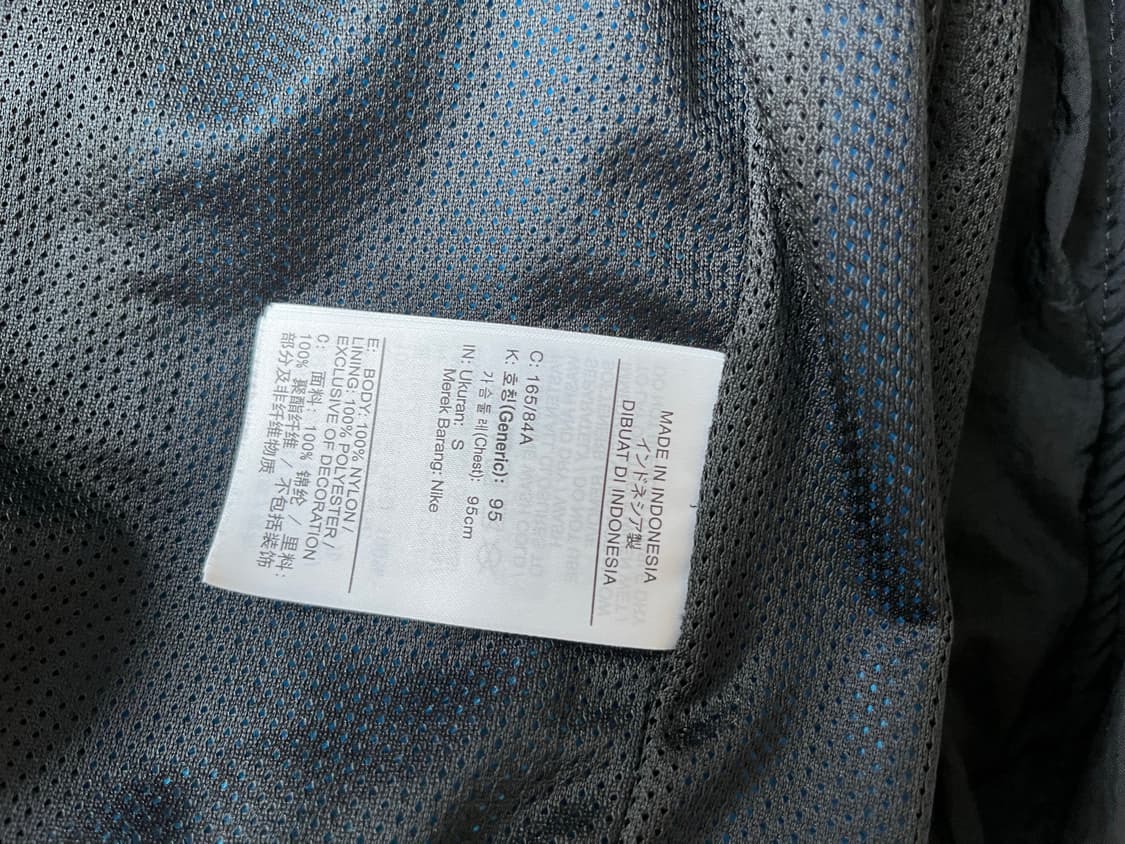 MADE IN INDONESIA
インドネシア製
DIBUAT DI INDONESIA
C: 165/84A
K: 호칭(Generic): 95
가슴둘레(Chest): 95cm
IN: Ukuran: S
Merek Barang: Nike
E: BODY: 100% NYLON/
LINING: 100% POLYESTER/
EXCLUSIVE OF DECORATION
C: 面料: 100% 锦纶 / 里料:
100% 聚酯纤维 / 不包括装饰
部分及非纤维物质